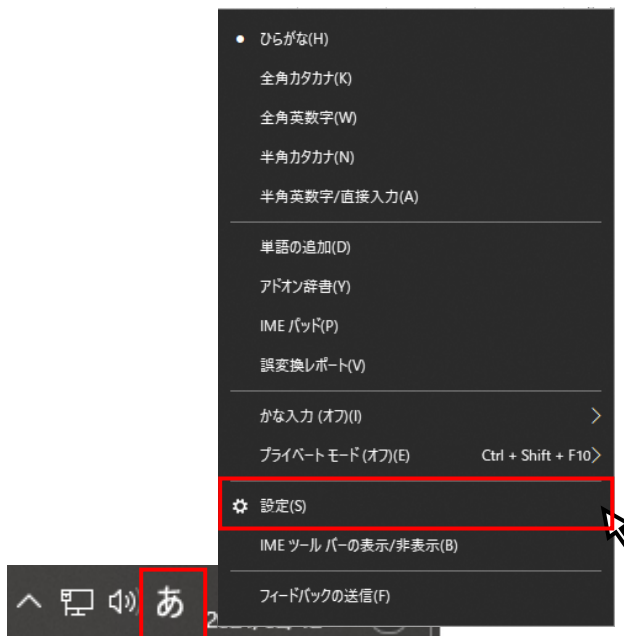 ひらがな(H)
全角カタカナ(K)
全角英数字(W)
半角カタカナ(N)
半角英数字/直接入力(A)
単語の追加(D)
アドオン辞書(Y)
IME パッド(P)
誤変換レポート(V)
かな入力 (オフ)(I)
プライベート モード (オフ)(E) Ctrl + Shift + F10
設定(S)
IME ツール バーの表示/非表示(B)
フィードバックの送信(F)
あ